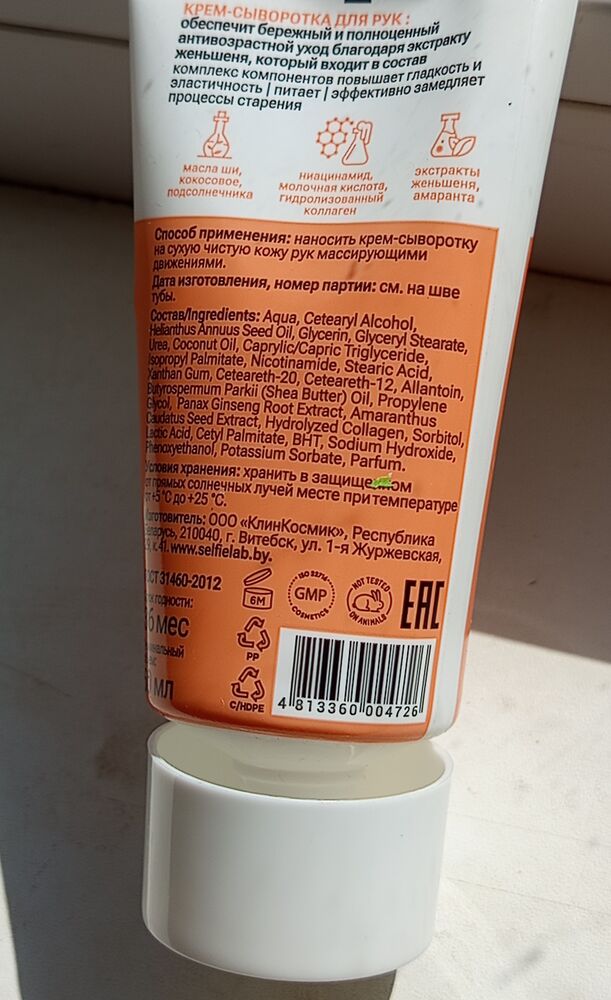 КРЕМ-СЫВОРОТКА ДЛЯ РУК :
обеспечит бережный и полноценный
антивозрастной уход благодаря экстракту
женьшеня, который входит в состав
комплекс компонентов повышает гладкость и
эластичность | питает | эффективно замедляет
процессы старения
масла ши,
кокосовое,
подсолнечника
ниацинамид,
молочная кислота,
гидролизованный
коллаген
экстракты
женьшеня,
амаранта
Способ применения: наносить крем-сыворотку
на сухую чистую кожу рук массирующими
движениями.
Дата изготовления, номер партии: см. на шве
тубы.
Состав/Ingredients: Aqua, Cetearyl Alcohol,
Helianthus Annuus Seed Oil, Glycerin, Glyceryl Stearate,
Urea, Coconut Oil, Caprylic/Capric Triglyceride,
Isopropyl Palmitate, Nicotinamide, Stearic Acid,
Xanthan Gum, Ceteareth-20, Ceteareth-12, Allantoin,
Butyrospermum Parkii (Shea Butter) Oil, Propylene
Glycol, Panax Ginseng Root Extract, Amaranthus
Caudatus Seed Extract, Hydrolyzed Collagen, Sorbitol,
Lactic Acid, Cetyl Palmitate, BHT, Sodium Hydroxide,
Phenoxyethanol, Potassium Sorbate, Parfum.
Условия хранения: хранить в защищенном
от прямых солнечных лучей месте при температуре
от +5 °C до +25 °C.
Изготовитель: ООО «КлинКосмик», Республика
Беларусь, 210040, г. Витебск, ул. 1-я Журжевская,
к. 41. www.selfielab.by.
ГОСТ 31460-2012
годности:
36 мес
мл
6M
ISO 22716
GMP
COSMETICS
NOT TESTED
ON ANIMALS
EAC
PP
C/HDPE
4 813360 004726